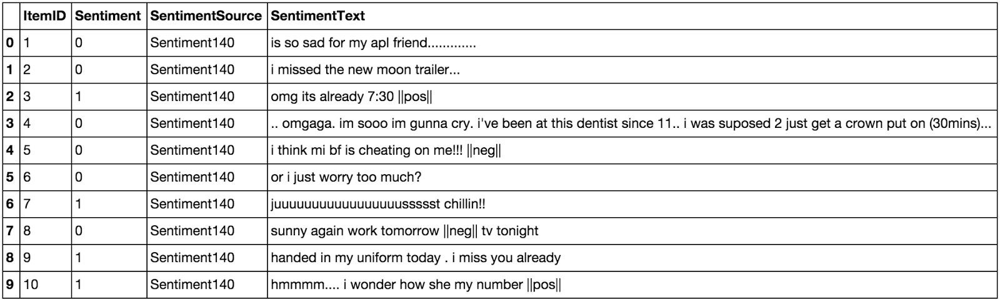 ItemID Sentiment SentimentSource SentimentText
0 1 0 Sentiment140 is so sad for my apl friend.............
1 2 0 Sentiment140 i missed the new moon trailer...
2 3 1 Sentiment140 omg its already 7:30 ||pos||
3 4 0 Sentiment140 .. omgaga. im sooo im gunna cry. i've been at this dentist since 11.. i was suposed 2 just get a crown put on (30mins)...
4 5 0 Sentiment140 i think mi bf is cheating on me!!! ||neg||
5 6 0 Sentiment140 or i just worry too much?
6 7 1 Sentiment140 juuuuuuuuuuuuuuuuussssst chillin!!
7 8 0 Sentiment140 sunny again work tomorrow ||neg|| tv tonight
8 9 1 Sentiment140 handed in my uniform today . i miss you already
9 10 1 Sentiment140 hmmmm.... i wonder how she my number ||pos||